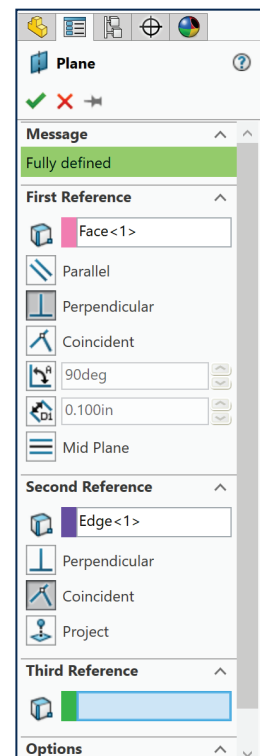 Plane
Message
Fully defined
First Reference
Face<1>
Parallel
Perpendicular
Coincident
90deg
0.100in
Mid Plane
Second Reference
Edge<1>
Perpendicular
Coincident
Project
Third Reference
Options